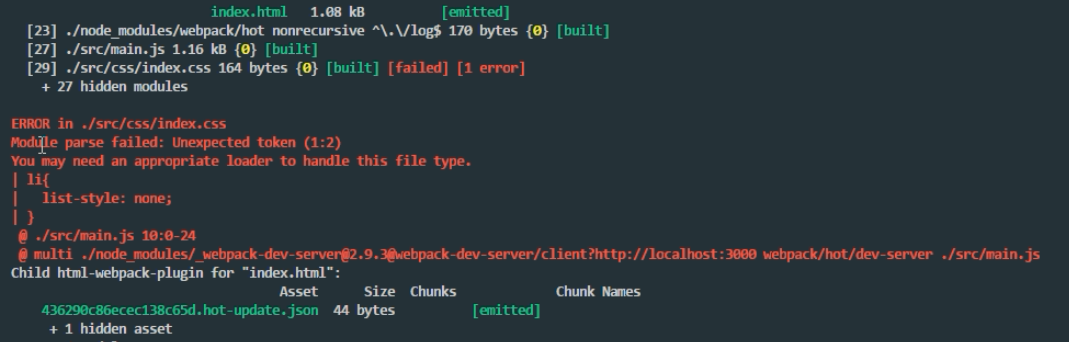 index.html 1.08 kB [emitted]
[23] ./node_modules/webpack/hot nonrecursive ^\.\/log$ 170 bytes {0} [built]
[27] ./src/main.js 1.16 kB {0} [built]
[29] ./src/css/index.css 164 bytes {0} [built] [failed] [1 error]
+ 27 hidden modules
ERROR in ./src/css/index.css
Module parse failed: Unexpected token (1:2)
You may need an appropriate loader to handle this file type.
| li{
|   list-style: none;
| }
@ ./src/main.js 10:0-24
@ multi ./node_modules/_webpack-dev-server@2.9.3@webpack-dev-server/client?http://localhost:3000 webpack/hot/dev-server ./src/main.js
Child html-webpack-plugin for "index.html":
Asset Size Chunks Chunk Names
436290c86ecec138c65d.hot-update.json 44 bytes [emitted]
+ 1 hidden asset